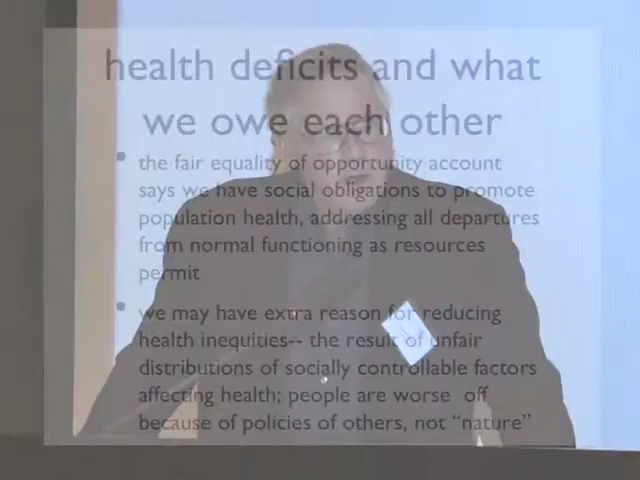 health deficits and what
we owe each other
• the fair equality of opportunity account
says we have social obligations to promote
population health, addressing all departures
from normal functioning as resources
permit
• we may have extra reason for reducing
health inequities-- the result of unfair
distributions of socially controllable factors
affecting health; people are worse off
because of policies of others, not “nature”